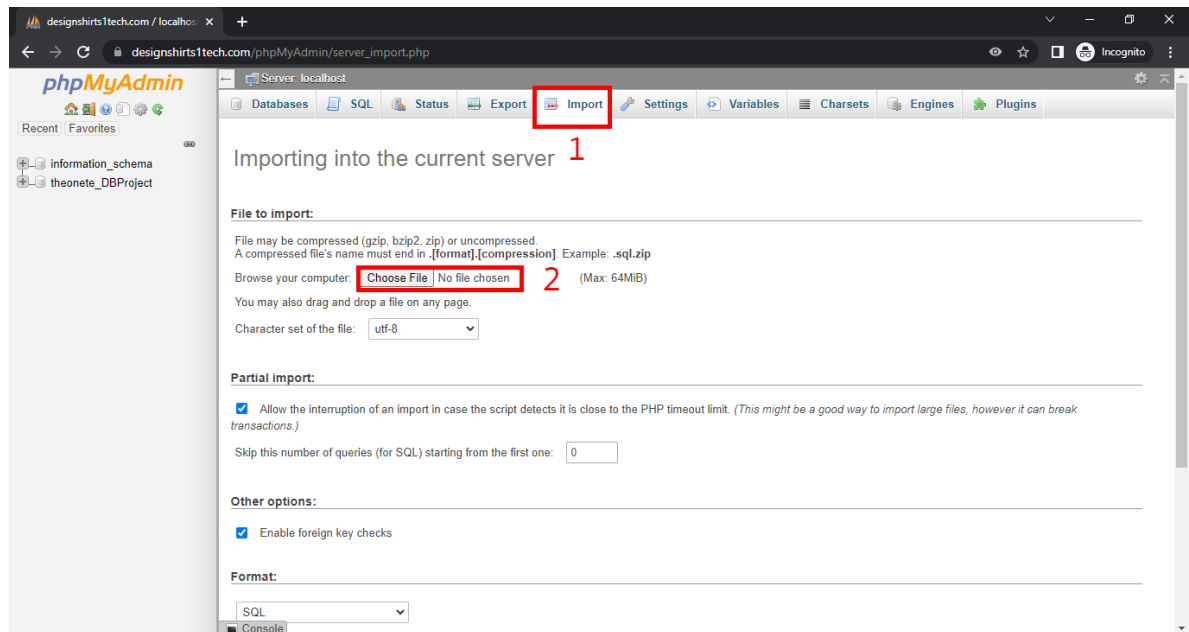 designshirts1tech.com / localhos
designshirts1tech.com/phpMyAdmin/server_import.php
Incognito
phpMyAdmin
Recent Favorites
information_schema
theonete_DBProject
Server: localhost
Databases SQL Status Export Import Settings Variables Charsets Engines Plugins
1
Importing into the current server
File to import:
File may be compressed (gzip, bzip2, zip) or uncompressed.
A compressed file's name must end in .[format].[compression]. Example: .sql.zip
Browse your computer: Choose File No file chosen 2 (Max: 64MiB)
You may also drag and drop a file on any page.
Character set of the file: utf-8
Partial import:
Allow the interruption of an import in case the script detects it is close to the PHP timeout limit. (This might be a good way to import large files, however it can break
transactions.)
Skip this number of queries (for SQL) starting from the first one: 0
Other options:
Enable foreign key checks
Format:
SQL
Console